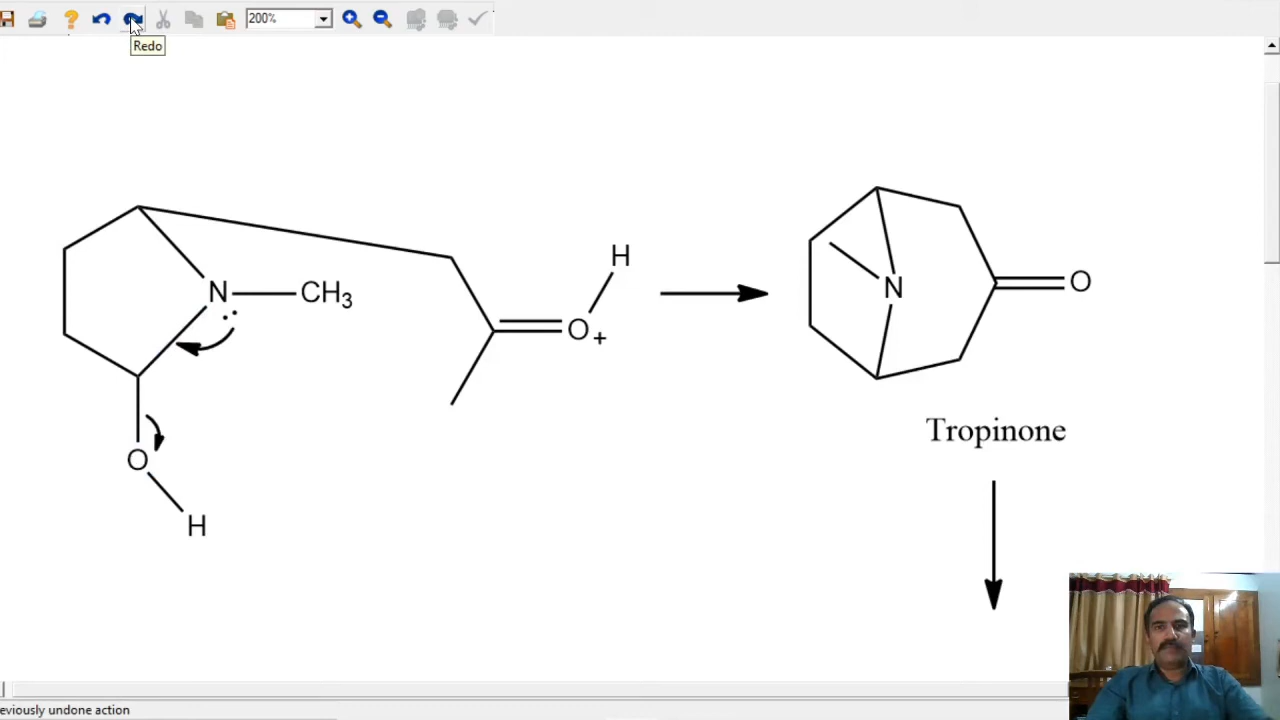 200%
Redo
H
N
CH3
O
+
N
O
O
H
Tropinone
eviously undone action